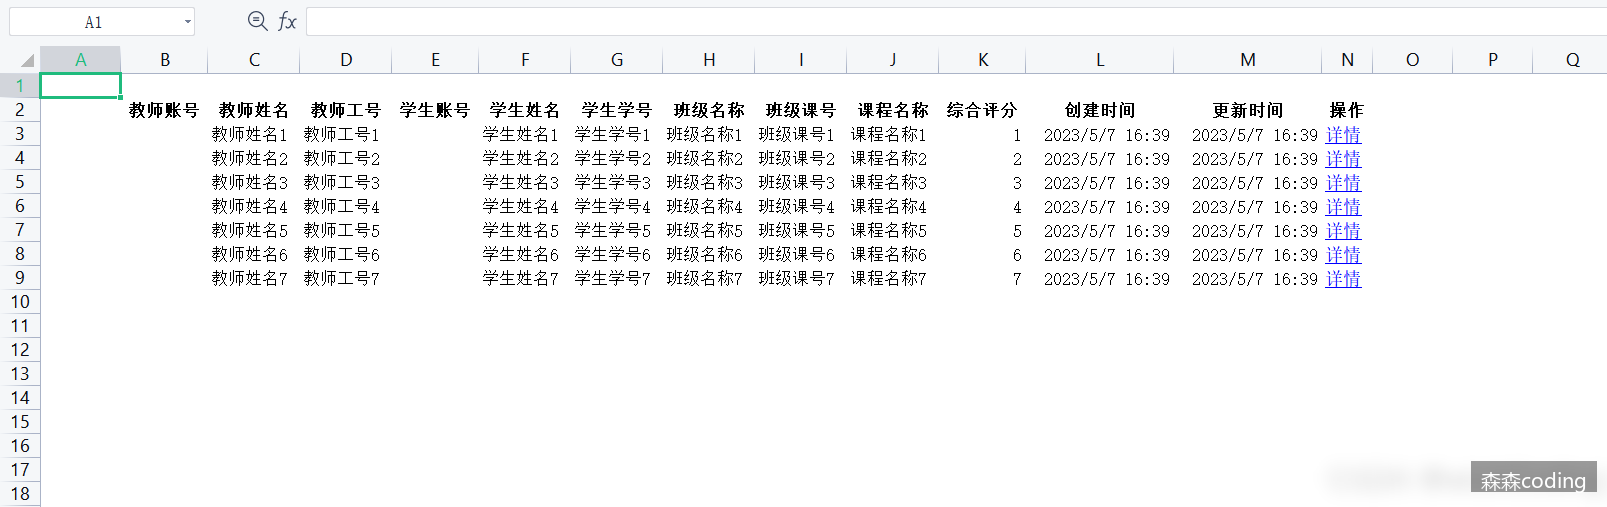 A1 fx
A B C D E F G H I J K L M N O P Q
1
2 教师账号 教师姓名 教师工号 学生账号 学生姓名 学生学号 班级名称 班级课号 课程名称 综合评分 创建时间 更新时间 操作
3 教师姓名1 教师工号1 学生姓名1 学生学号1 班级名称1 班级课号1 课程名称1 1 2023/5/7 16:39 2023/5/7 16:39 详情
4 教师姓名2 教师工号2 学生姓名2 学生学号2 班级名称2 班级课号2 课程名称2 2 2023/5/7 16:39 2023/5/7 16:39 详情
5 教师姓名3 教师工号3 学生姓名3 学生学号3 班级名称3 班级课号3 课程名称3 3 2023/5/7 16:39 2023/5/7 16:39 详情
6 教师姓名4 教师工号4 学生姓名4 学生学号4 班级名称4 班级课号4 课程名称4 4 2023/5/7 16:39 2023/5/7 16:39 详情
7 教师姓名5 教师工号5 学生姓名5 学生学号5 班级名称5 班级课号5 课程名称5 5 2023/5/7 16:39 2023/5/7 16:39 详情
8 教师姓名6 教师工号6 学生姓名6 学生学号6 班级名称6 班级课号6 课程名称6 6 2023/5/7 16:39 2023/5/7 16:39 详情
9 教师姓名7 教师工号7 学生姓名7 学生学号7 班级名称7 班级课号7 课程名称7 7 2023/5/7 16:39 2023/5/7 16:39 详情
10
11
12
13
14
15
16
17
18
森森coding